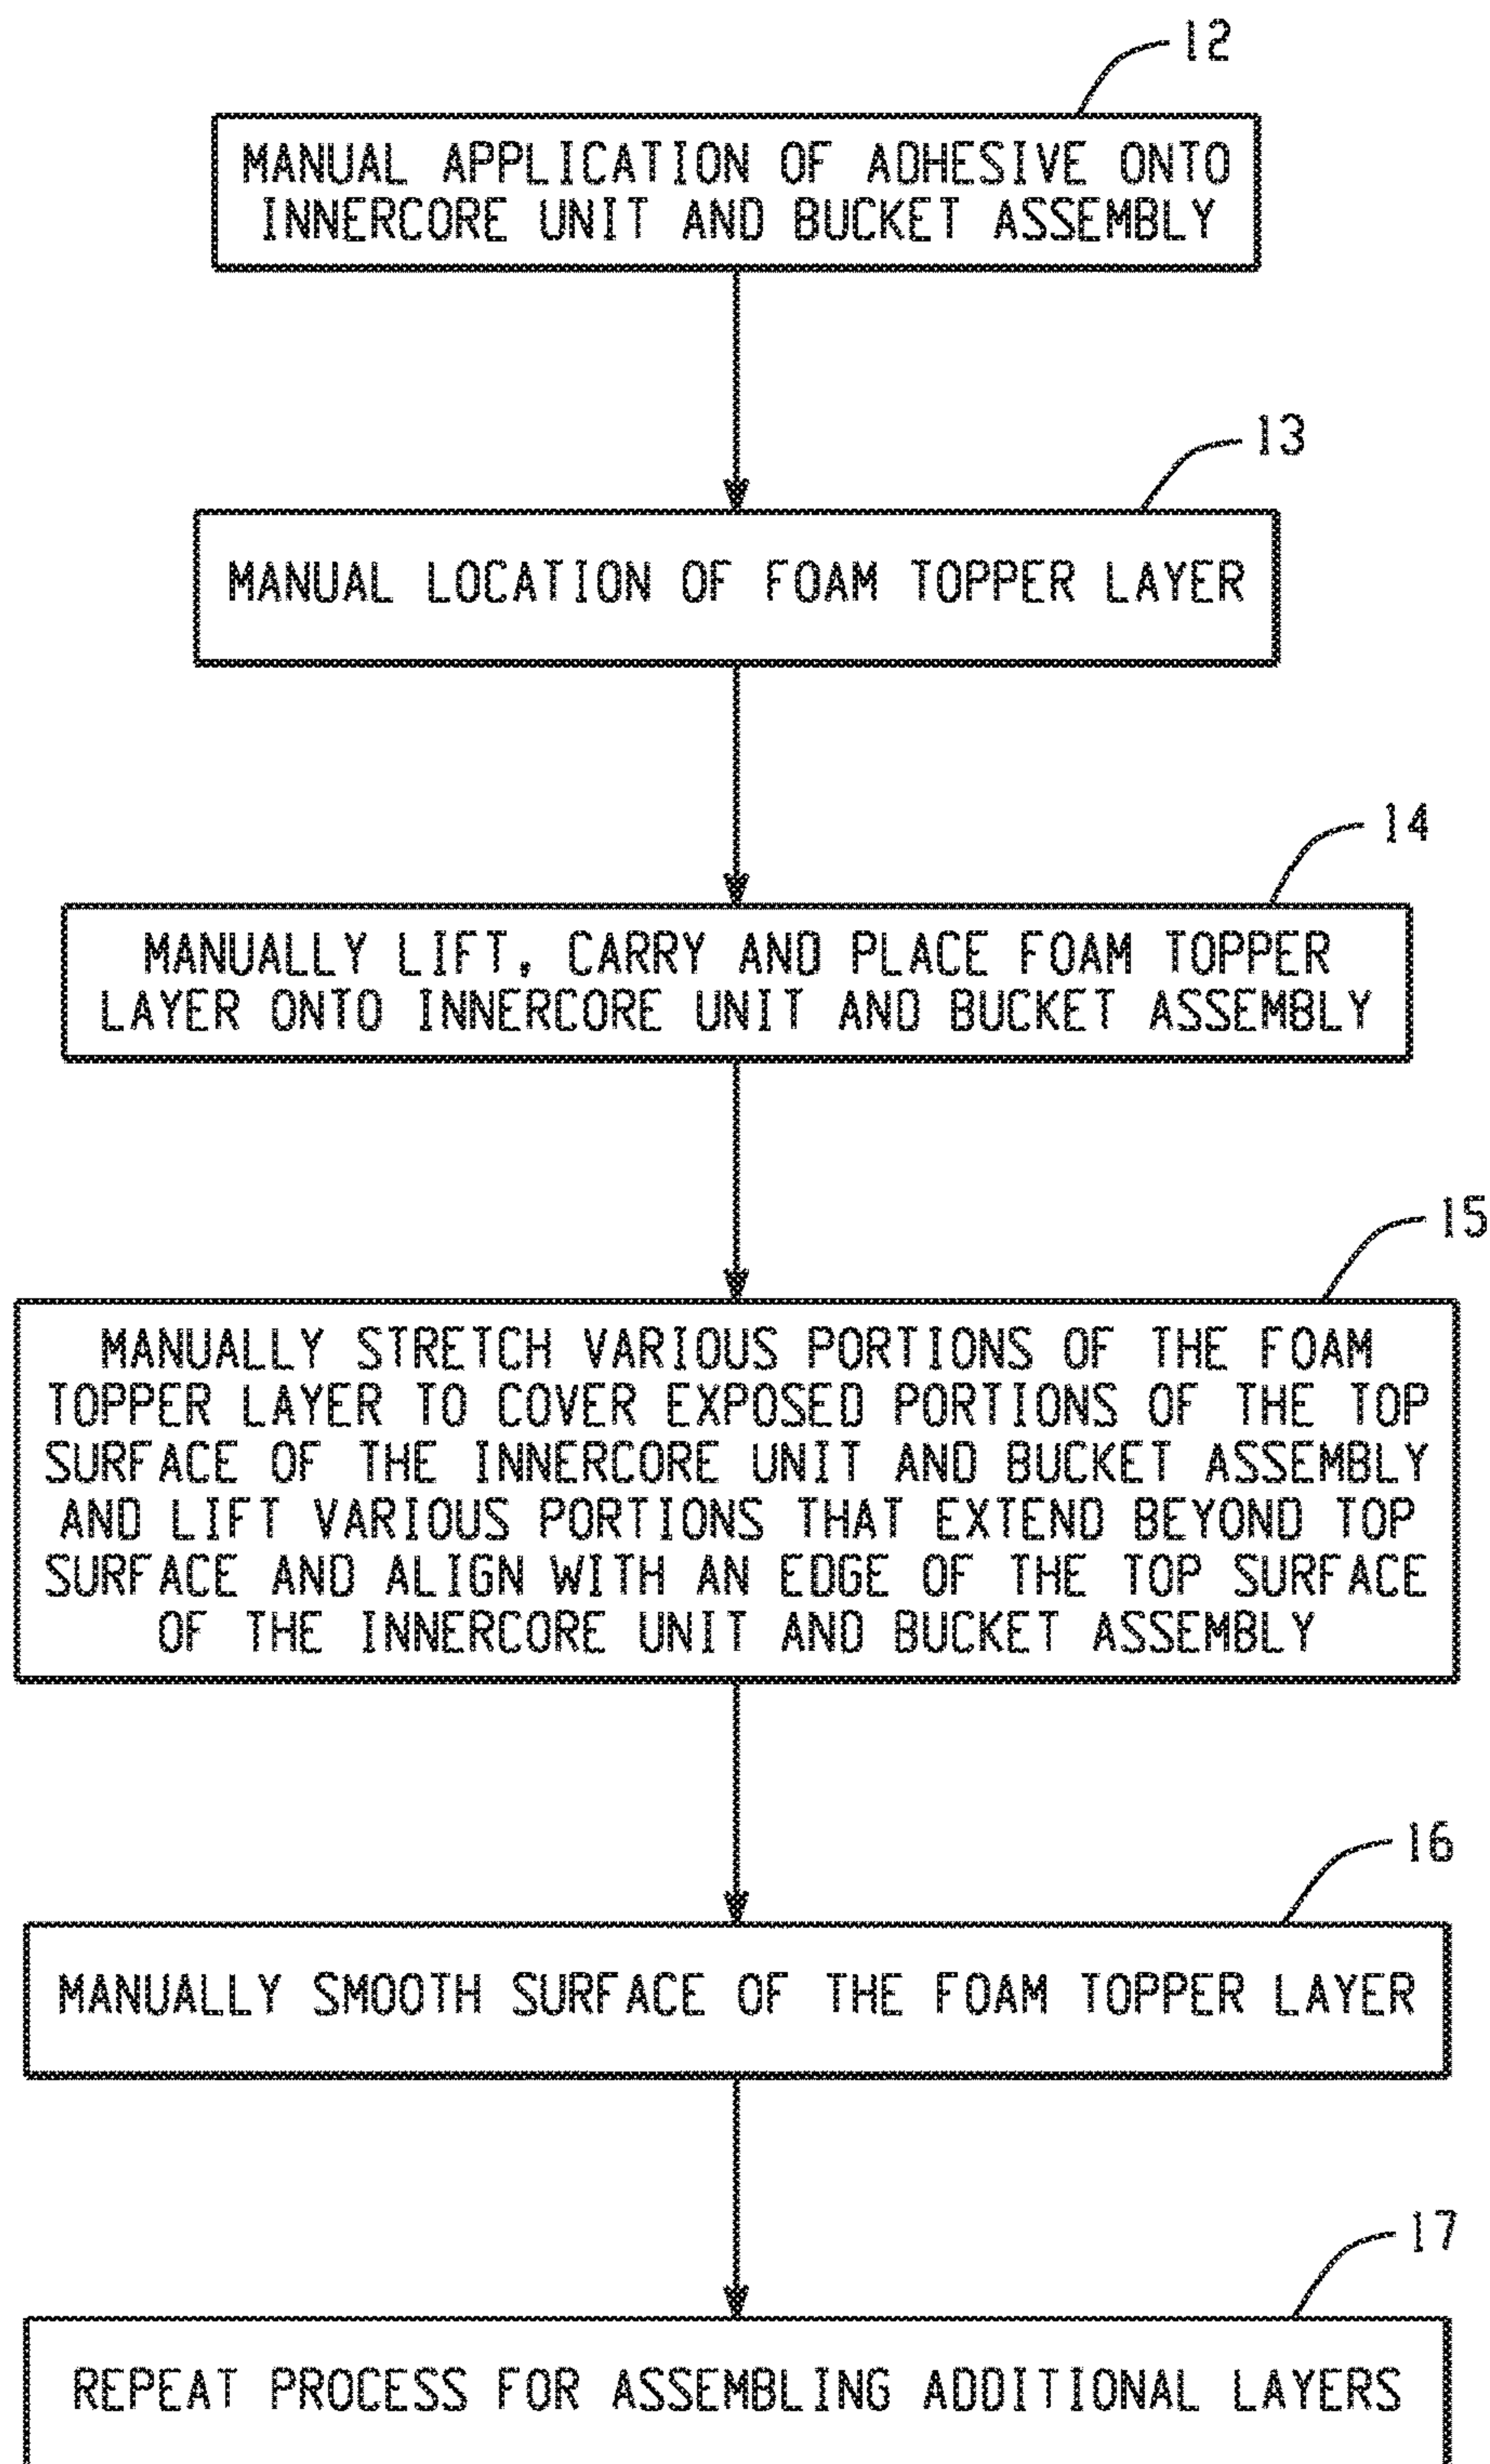 12
MANUAL APPLICATION OF ADHESIVE ONTO
INNERCORE UNIT AND BUCKET ASSEMBLY
13
MANUAL LOCATION OF FOAM TOPPER LAYER
14
MANUALLY LIFT, CARRY AND PLACE FOAM TOPPER
LAYER ONTO INNERCORE UNIT AND BUCKET ASSEMBLY
15
MANUALLY STRETCH VARIOUS PORTIONS OF THE FOAM
TOPPER LAYER TO COVER EXPOSED PORTIONS OF THE TOP
SURFACE OF THE INNERCORE UNIT AND BUCKET ASSEMBLY
AND LIFT VARIOUS PORTIONS THAT EXTEND BEYOND TOP
SURFACE AND ALIGN WITH AN EDGE OF THE TOP SURFACE
OF THE INNERCORE UNIT AND BUCKET ASSEMBLY
16
MANUALLY SMOOTH SURFACE OF THE FOAM TOPPER LAYER
17
REPEAT PROCESS FOR ASSEMBLING ADDITIONAL LAYERS